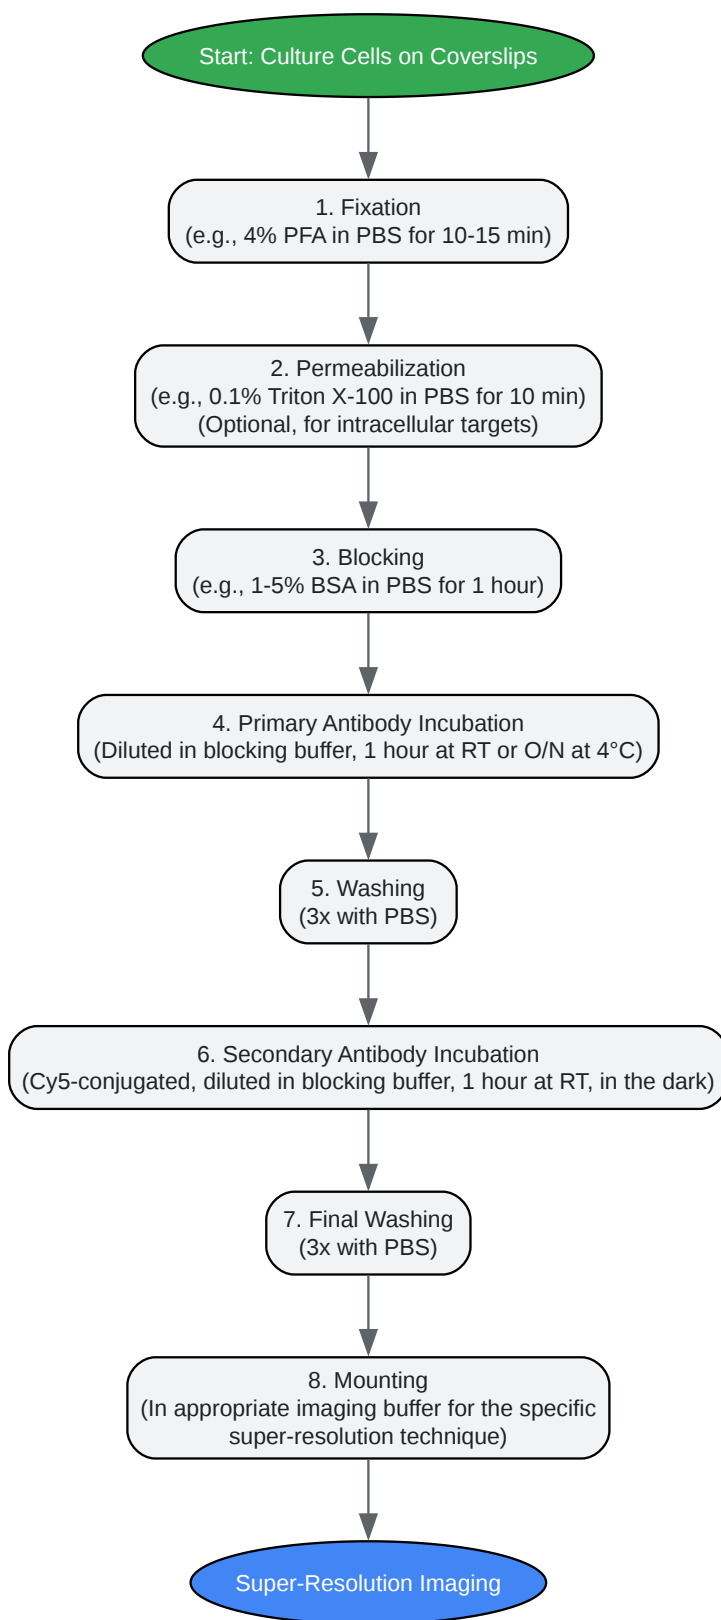 Start: Culture Cells on Coverslips
1. Fixation
(e.g., 4% PFA in PBS for 10-15 min)
2. Permeabilization
(e.g., 0.1% Triton X-100 in PBS for 10 min)
(Optional, for intracellular targets)
3. Blocking
(e.g., 1-5% BSA in PBS for 1 hour)
4. Primary Antibody Incubation
(Diluted in blocking buffer, 1 hour at RT or O/N at 4°C)
5. Washing
(3x with PBS)
6. Secondary Antibody Incubation
(Cy5-conjugated, diluted in blocking buffer, 1 hour at RT, in the dark)
7. Final Washing
(3x with PBS)
8. Mounting
(In appropriate imaging buffer for the specific
super-resolution technique)
Super-Resolution Imaging